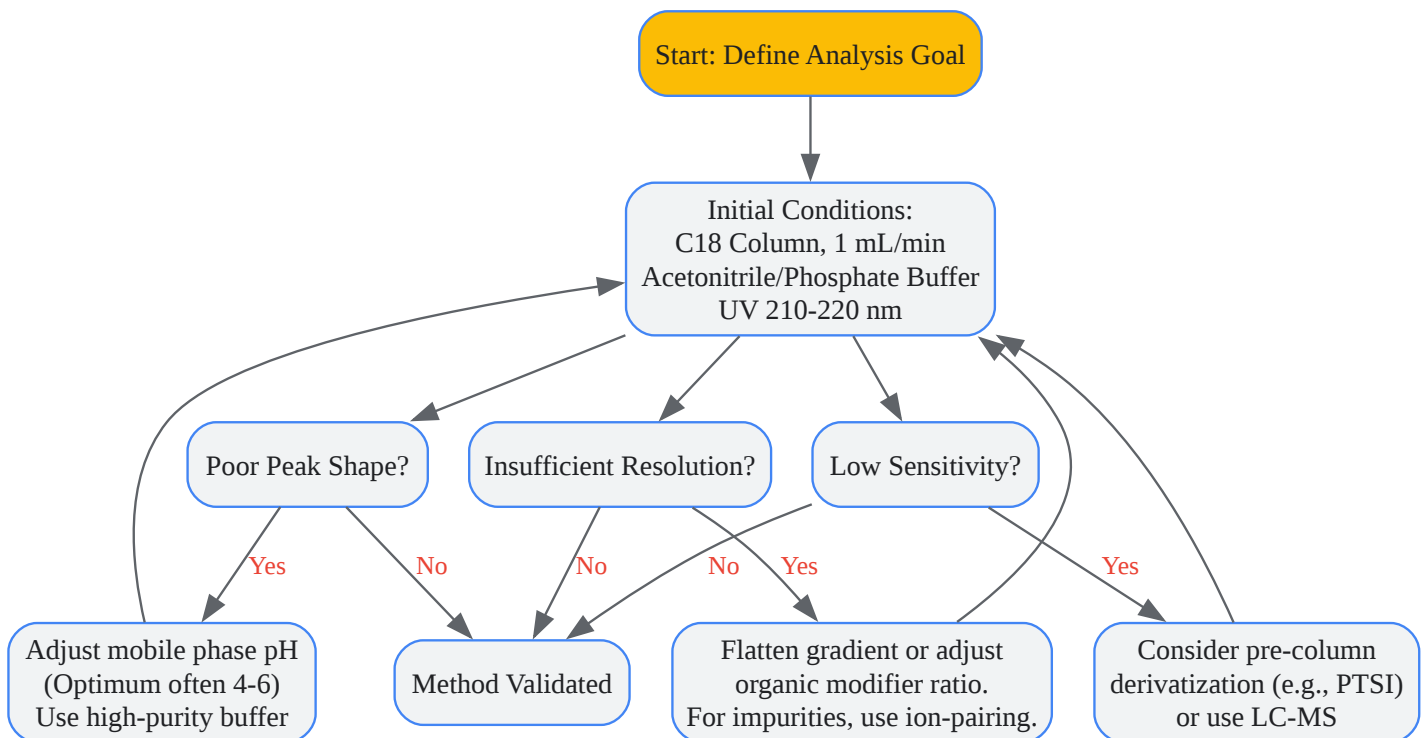 Start: Define Analysis Goal
Initial Conditions:
C18 Column, 1 mL/min
Acetonitrile/Phosphate Buffer
UV 210-220 nm
Poor Peak Shape?
Insufficient Resolution?
Low Sensitivity?
Yes
No
No
No
Yes
Yes
Adjust mobile phase pH
(Optimum often 4-6)
Use high-purity buffer
Method Validated
Flatten gradient or adjust
organic modifier ratio.
For impurities, use ion-pairing.
Consider pre-column
derivatization (e.g., PTSI)
or use LC-MS